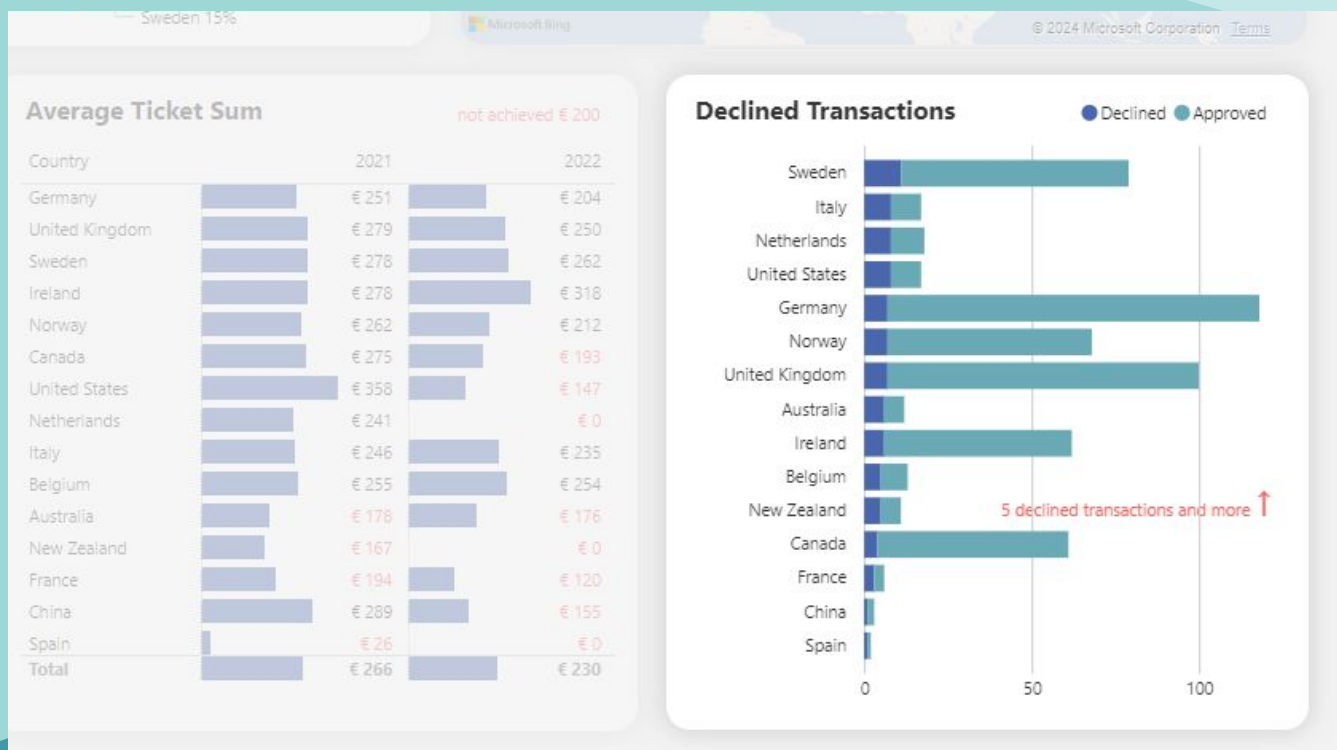 Sweden 15%
Microsoft Bing
© 2024 Microsoft Corporation Terms
Average Ticket Sum
not achieved € 200
Country 2021 2022
Germany € 251 € 204
United Kingdom € 279 € 250
Sweden € 278 € 262
Ireland € 278 € 318
Norway € 262 € 212
Canada € 275 € 193
United States € 358 € 147
Netherlands € 241 € 0
Italy € 246 € 235
Belgium € 255 € 254
Australia € 178 € 176
New Zealand € 167 € 0
France € 194 € 120
China € 289 € 155
Spain € 26 € 0
Total € 266 € 230
Declined Transactions
Declined Approved
Sweden
Italy
Netherlands
United States
Germany
Norway
United Kingdom
Australia
Ireland
Belgium
New Zealand
5 declined transactions and more ↑
Canada
France
China
Spain
0 50 100